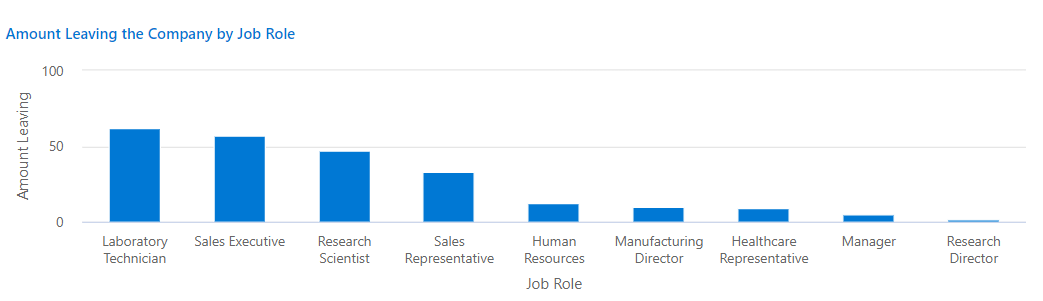 Amount Leaving the Company by Job Role
100
50
0
Amount Leaving
Laboratory
Technician
Sales Executive
Research
Scientist
Sales
Representative
Human
Resources
Manufacturing
Director
Healthcare
Representative
Manager
Research
Director
Job Role